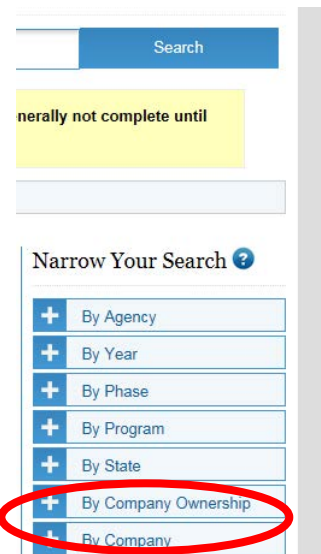 Search
nerally not complete until
Narrow Your Search ?
+ By Agency
+ By Year
+ By Phase
+ By Program
+ By State
+ By Company Ownership
+ By Company